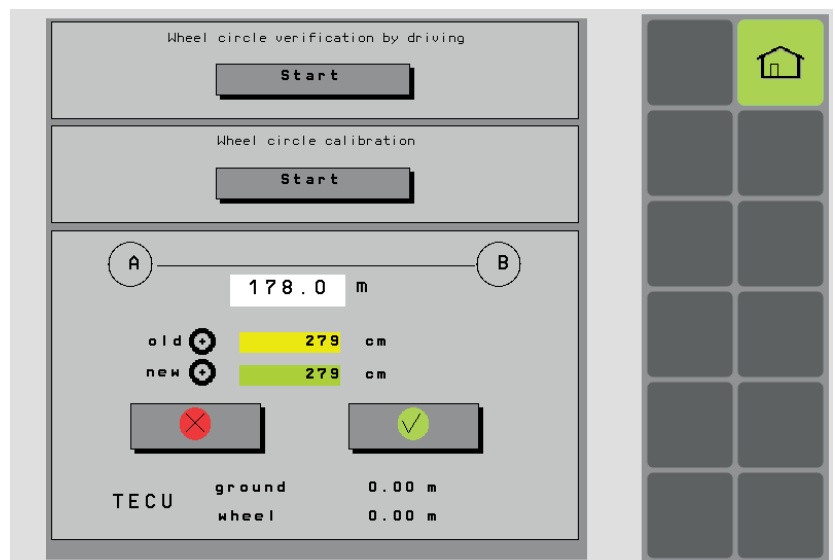 Wheel circle verification by driving
Start
Wheel circle calibration
Start
A B
178.0 m
old 279 cm
new 279 cm
TECU ground 0.00 m
wheel 0.00 m